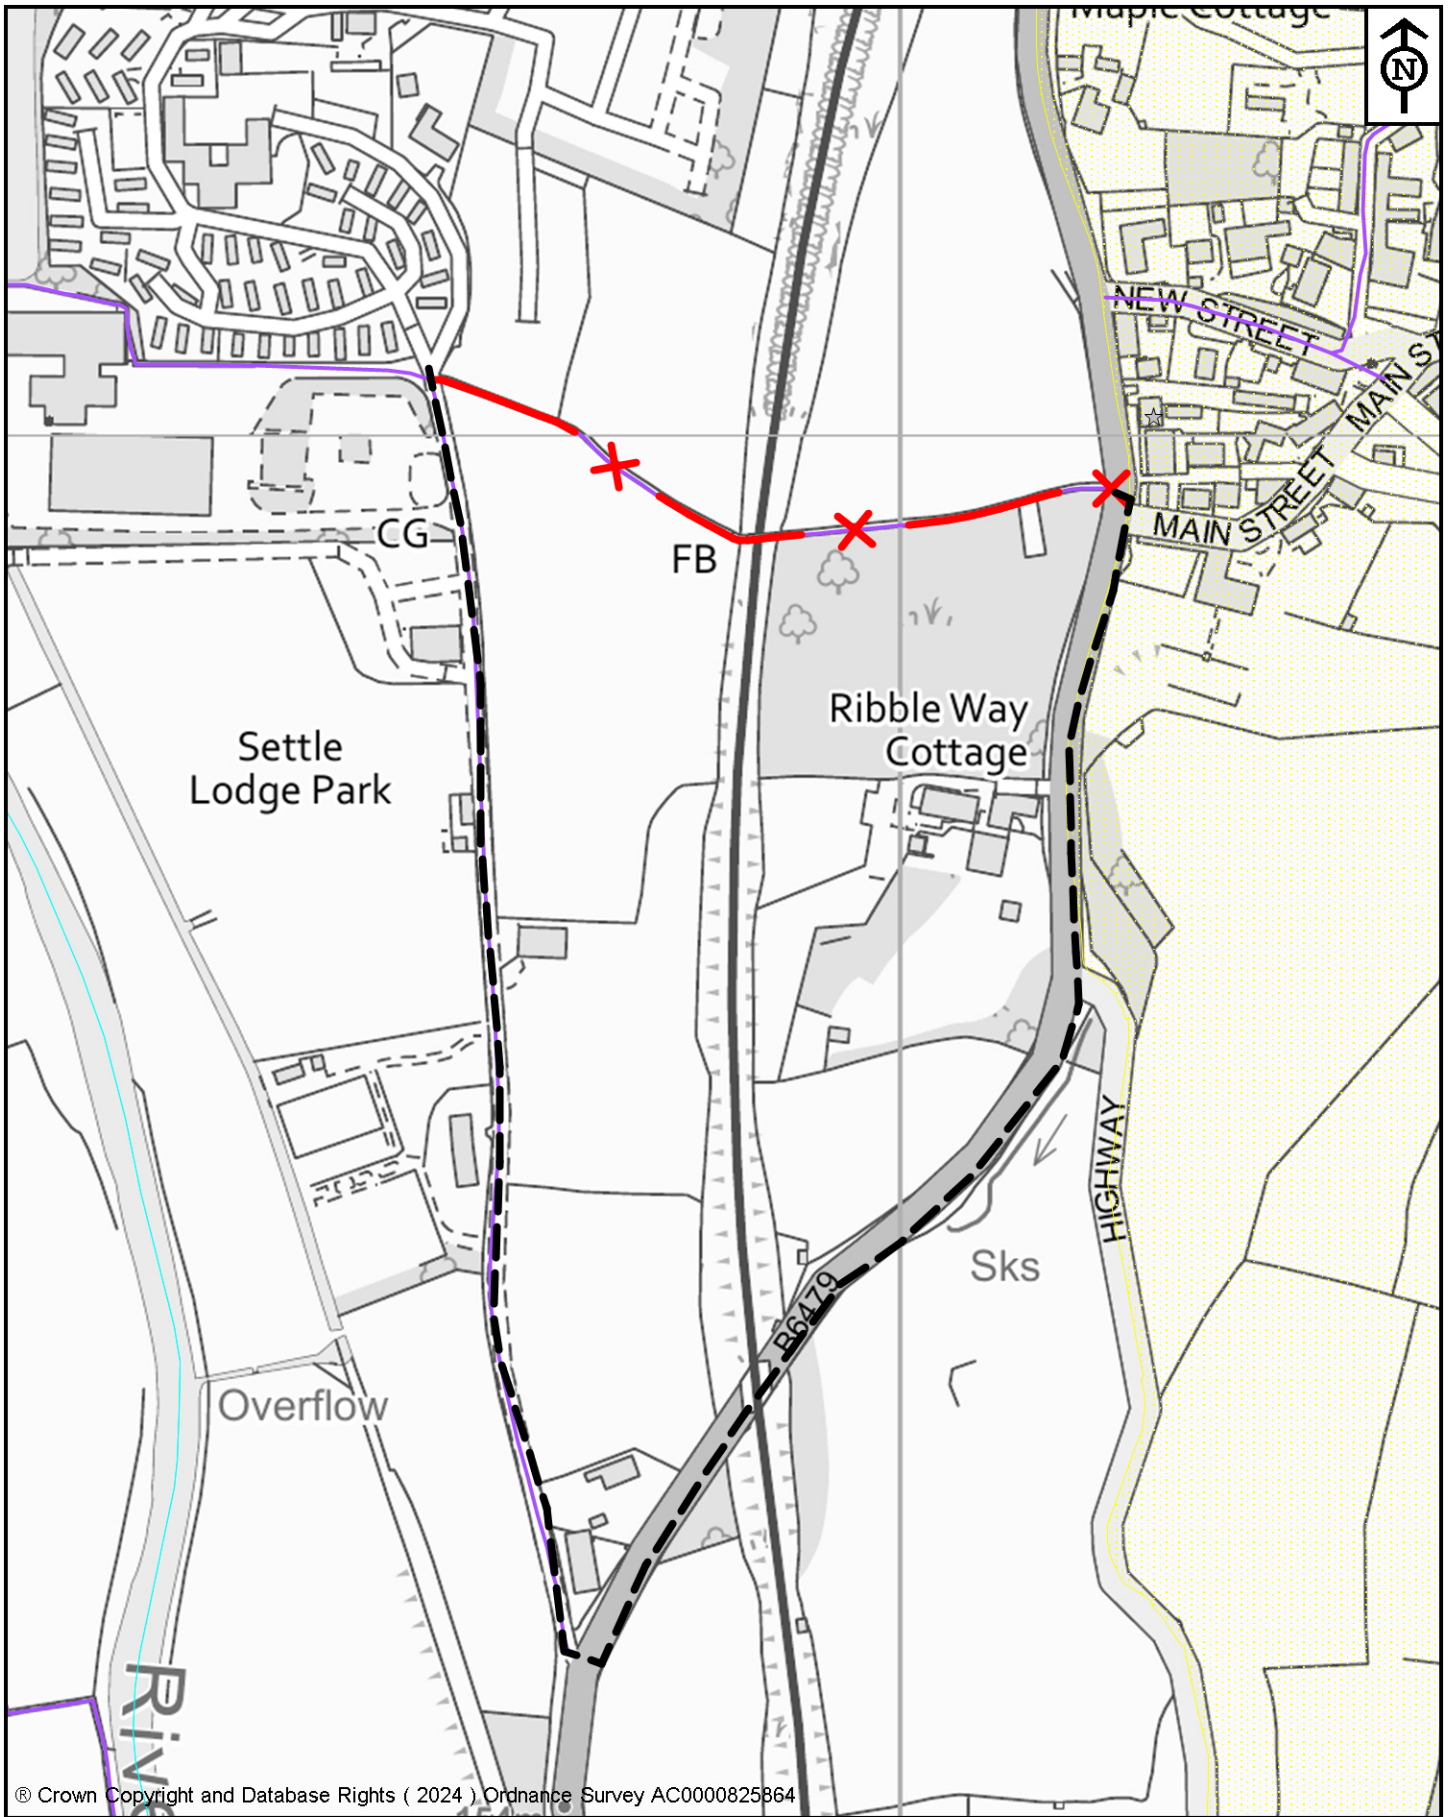 Maple Cottage
N
NEW STREET
MAIN ST
MAIN STREET
CG
FB
Ribble Way
Cottage
Settle
Lodge Park
HIGHWAY
Sks
B6479
Overflow
Rive
® Crown Copyright and Database Rights ( 2024 ) Ordnance Survey AC0000825864